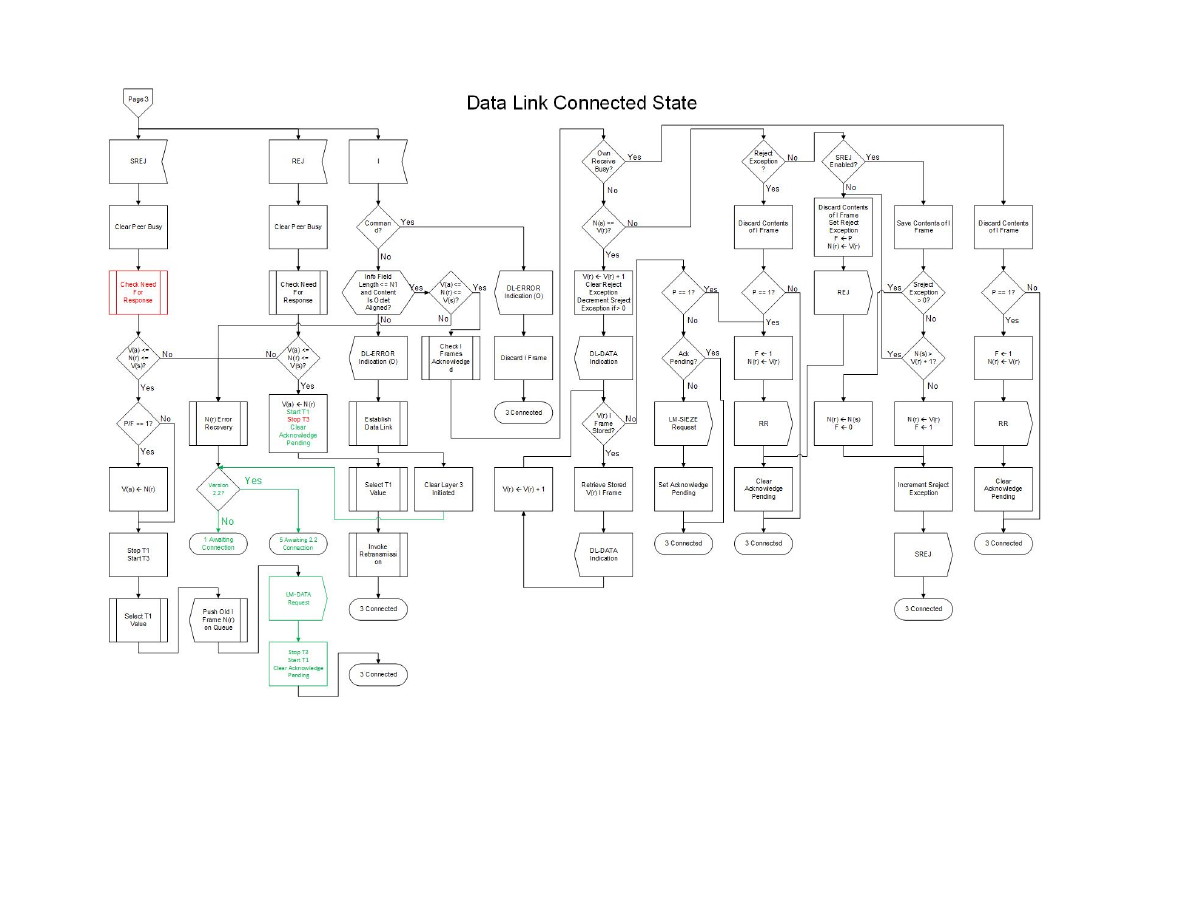 Page 3
Data Link Connected State
SREJ
REJ
I
Own
Receive
Busy?
Yes
No
Reject
Exception
?
No
Yes
SREJ
Enabled?
Yes
No
Clear Peer Busy
Clear Peer Busy
Comman
d?
Yes
No
N(s) ==
V(r)?
No
Yes
Discard Contents
of I Frame
Discard Contents
of I Frame
Set Reject
Exception
F ← P
N(r) ← V(r)
Save Contents of I
Frame
Discard Contents
of I Frame
Check Need
For
Response
Check Need
For
Response
Info Field
Length <= N1
and Content
Is Octet
Aligned?
Yes
No
V(a) <=
N(r) <=
V(s)?
Yes
No
DL-ERROR
Indication (O)
V(r) ← V(r) + 1
Clear Reject
Exception
Decrement Sreject
Exception if > 0
P == 1?
Yes
No
P == 1?
No
Yes
REJ
Yes
Sreject
Exception
> 0?
No
P == 1?
No
Yes
V(a) <=
N(r) <=
V(s)?
No
Yes
No
V(a) <=
N(r) <=
V(s)?
Yes
DL-ERROR
Indication (O)
Check I
Frames
Acknowledge
d
Discard I Frame
DL-DATA
Indication
Ack
Pending?
Yes
No
F ← 1
N(r) ← V(r)
Yes
N(s) >
V(r) + 1?
No
F ← 1
N(r) ← V(r)
P/F == 1?
No
Yes
N(r) Error
Recovery
V(a) ← N(r)
Start T1
Stop T3
Clear
Acknowledge
Pending
Establish
Data Link
3 Connected
V(r) I
Frame
Stored?
No
Yes
LM-SIEZE
Request
RR
N(r) ← N(s)
F ← 0
N(r) ← V(r)
F ← 1
RR
V(a) ← N(r)
Version
2.2?
Yes
No
Select T1
Value
Clear Layer 3
Initiated
V(r) ← V(r) + 1
Retrieve Stored
V(r) I Frame
Set Acknowledge
Pending
Clear
Acknowledge
Pending
Increment Sreject
Exception
Clear
Acknowledge
Pending
Stop T1
Start T3
1 Awaiting
Connection
5 Awaiting 2.2
Connection
Invoke
Retransmissi
on
DL-DATA
Indication
3 Connected
3 Connected
SREJ
3 Connected
Select T1
Value
Push Old I
Frame N(r)
on Queue
LM-DATA
Request
3 Connected
3 Connected
Stop T3
Start T1
Clear Acknowledge
Pending
3 Connected